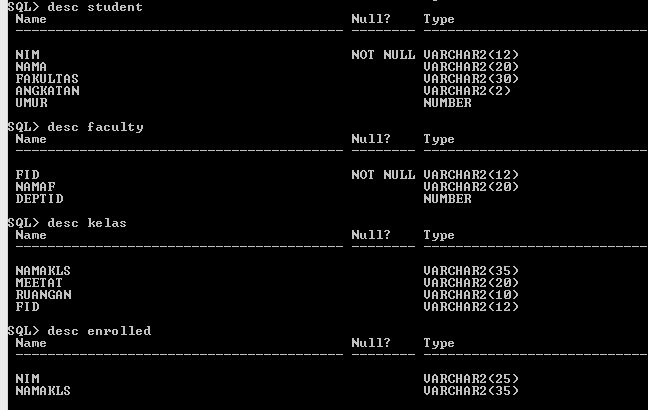 SQL> desc student
Name Null? Type
----------------------------------------- -------- ----------------------------
NIM NOT NULL VARCHAR2(12)
NAMA VARCHAR2(20)
FAKULTAS VARCHAR2(30)
ANGKATAN VARCHAR2(2)
UMUR NUMBER
SQL> desc faculty
Name Null? Type
----------------------------------------- -------- ----------------------------
FID NOT NULL VARCHAR2(12)
NAMAF VARCHAR2(20)
DEPTID NUMBER
SQL> desc kelas
Name Null? Type
----------------------------------------- -------- ----------------------------
NAMAKLS VARCHAR2(35)
MEETAT VARCHAR2(20)
RUANGAN VARCHAR2(10)
FID VARCHAR2(12)
SQL> desc enrolled
Name Null? Type
----------------------------------------- -------- ----------------------------
NIM VARCHAR2(25)
NAMAKLS VARCHAR2(35)